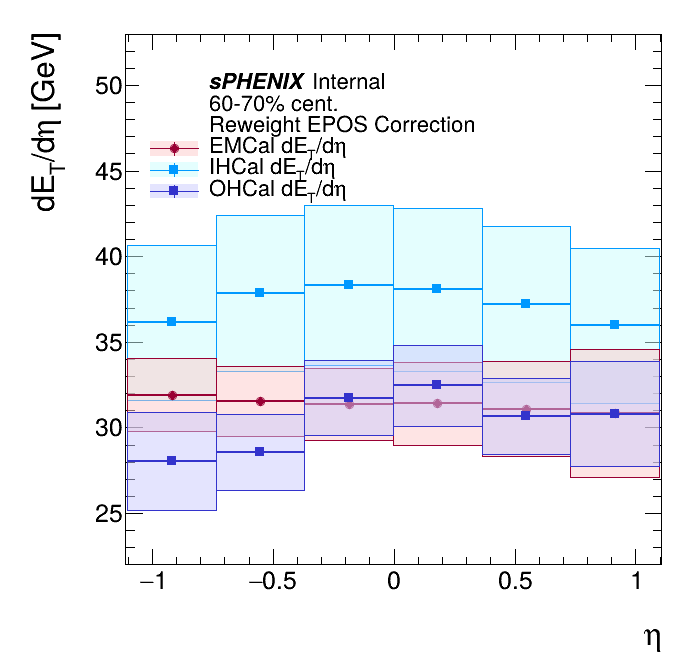 dE_T/dη [GeV]
50
45
40
35
30
25
sPHENIX Internal
60-70% cent.
Reweight EPOS Correction
EMCal dE_T/dη
IHCal dE_T/dη
OHCal dE_T/dη
−1 −0.5 0 0.5 1
η